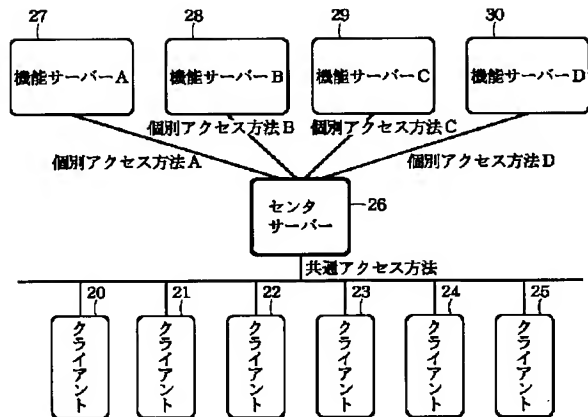 27
28
29
30
機能サーバーA
機能サーバーB
機能サーバーC
機能サーバーD
個別アクセス方法B
個別アクセス方法C
個別アクセス方法A
個別アクセス方法D
センタ
サーバー
26
共通アクセス方法
20
21
22
23
24
25
クライアント
クライアント
クライアント
クライアント
クライアント
クライアント